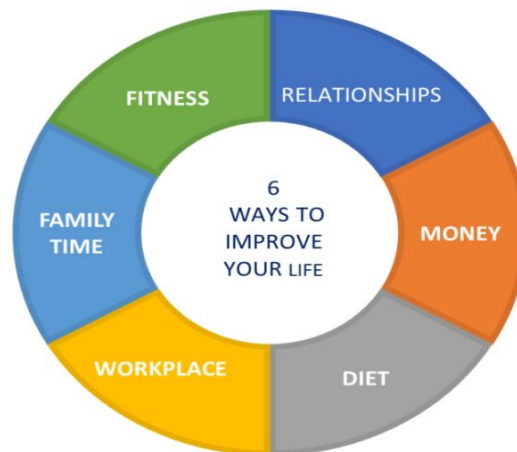 FITNESS
RELATIONSHIPS
6
WAYS TO
IMPROVE
YOUR LIFE
FAMILY
TIME
MONEY
WORKPLACE
DIET